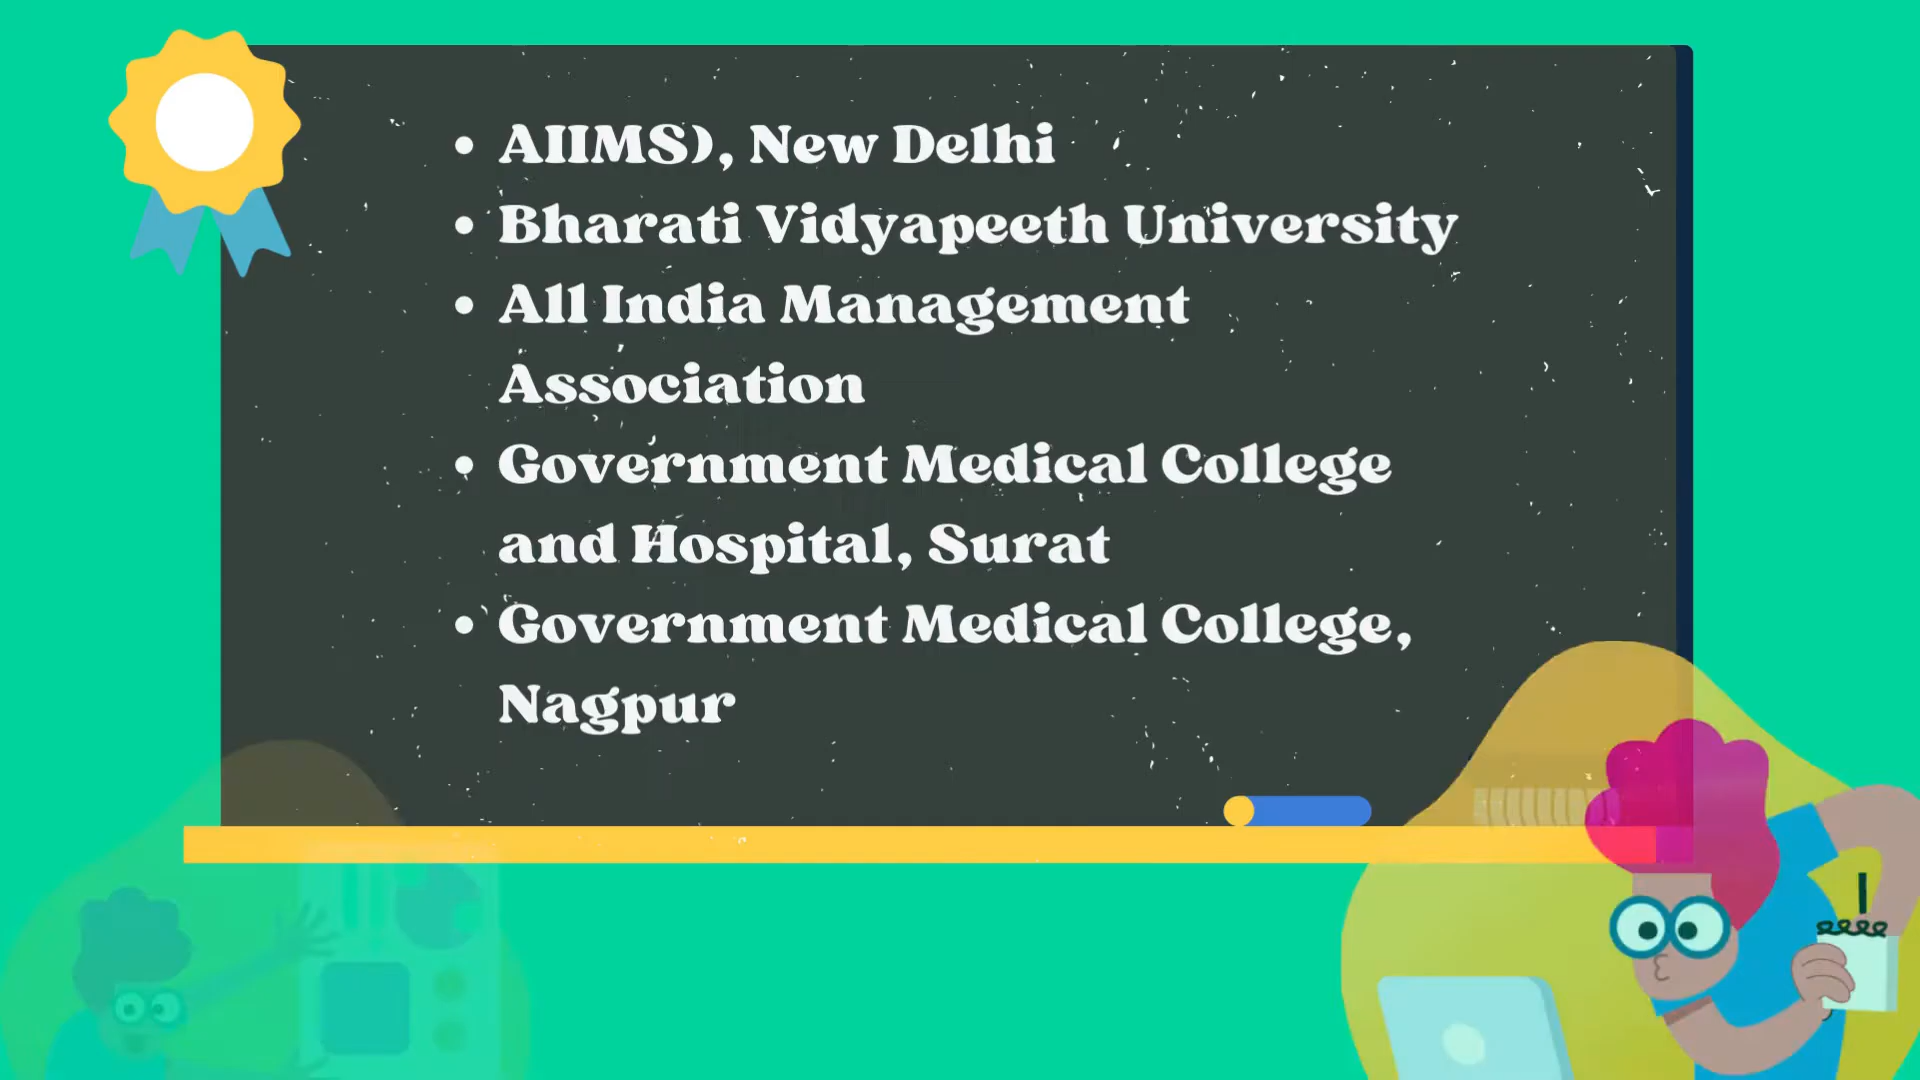 • AIIMS), New Delhi
• Bharati Vidyapeeth University
• All India Management
Association
• Government Medical College
and Hospital, Surat
• Government Medical College,
Nagpur